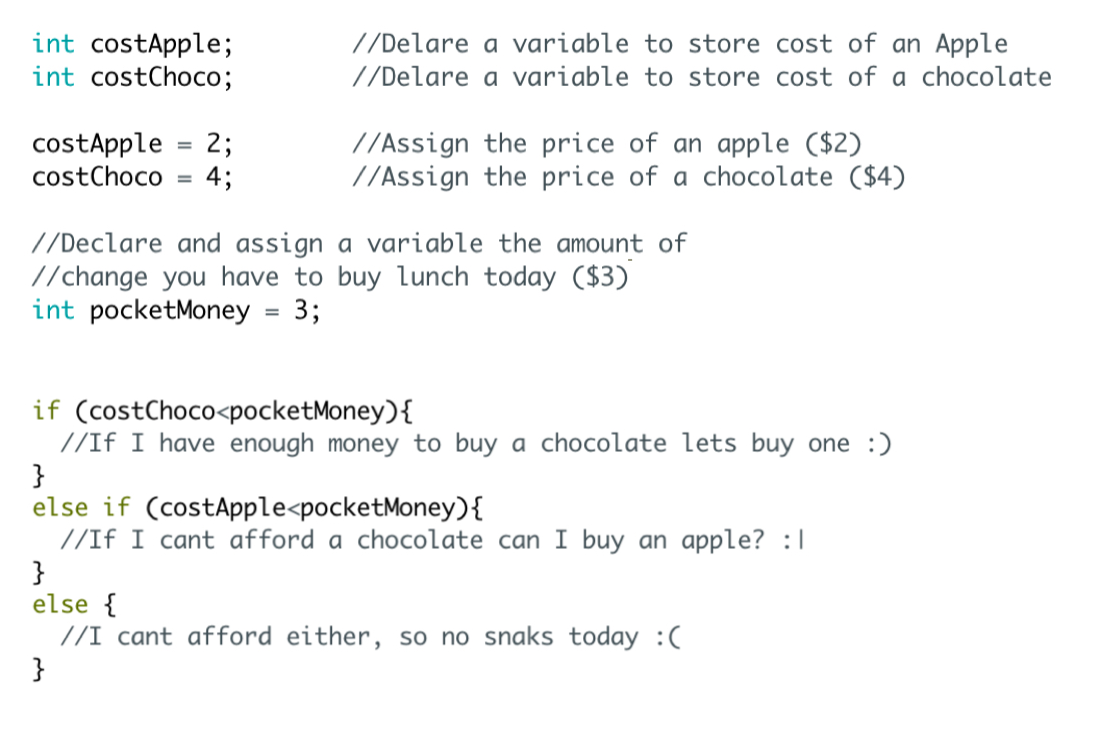 int costApple; //Delare a variable to store cost of an Apple
int costChoco; //Delare a variable to store cost of a chocolate
costApple = 2; //Assign the price of an apple ($2)
costChoco = 4; //Assign the price of a chocolate ($4)
//Declare and assign a variable the amount of
//change you have to buy lunch today ($3)
int pocketMoney = 3;
if (costChoco<pocketMoney){
//If I have enough money to buy a chocolate lets buy one :)
}
else if (costApple<pocketMoney){
//If I cant afford a chocolate can I buy an apple? :|
}
else {
//I cant afford either, so no snaks today :(
}